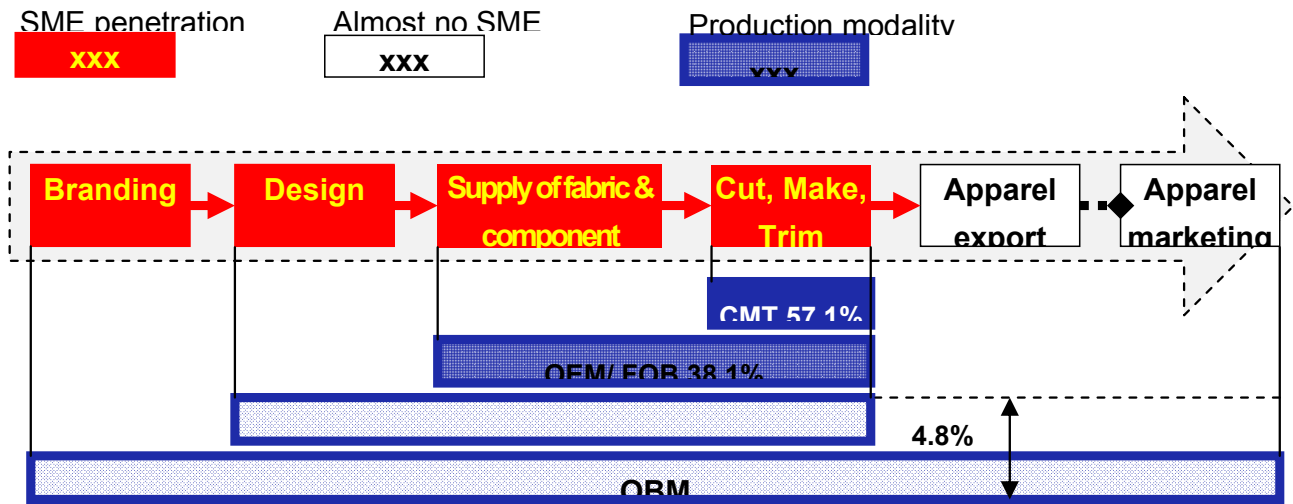 SME penetration
Almost no SME
Production modality
xxx
xxx
xxx
Branding
Design
Supply of fabric &
component
Cut, Make,
Trim
Apparel
export
Apparel
marketing
CMT 57.1%
OEM/ FOB 38.1%
4.8%
OBM